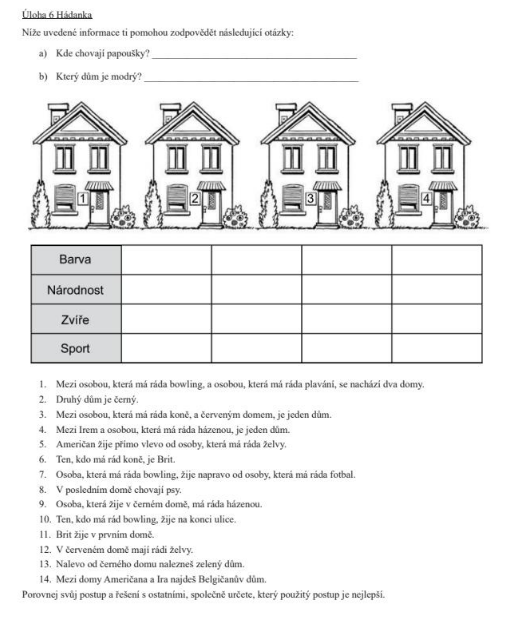 Úloha 6 Hádanka
Níže uvedené informace ti pomohou zodpovědět následující otázky:
a) Kde chovají papoušky?
b) Který dům je modrý?
1 2 3 4
Barva
Národnost
Zvíře
Sport
1. Mezi osobou, která má ráda bowling, a osobou, která má ráda plavání, se nachází dva domy.
2. Druhý dům je černý.
3. Mezi osobou, která má ráda koně, a červeným domem, je jeden dům.
4. Mezi Irem a osobou, která má ráda házenou, je jeden dům.
5. Američan žije přímo vlevo od osoby, která má ráda želvy.
6. Ten, kdo má rád koně, je Brit.
7. Osoba, která má ráda bowling, žije napravo od osoby, která má ráda fotbal.
8. V posledním domě chovají psy.
9. Osoba, která žije v černém domě, má ráda házenou.
10. Ten, kdo má rád bowling, žije na konci ulice.
11. Brit žije v prvním domě.
12. V červeném domě mají rádi želvy.
13. Nalevo od černého domu nalezneš zelený dům.
14. Mezi domy Američana a Ira najdeš Belgičanův dům.
Porovnej svůj postup a řešení s ostatními, společně určete, který použitý postup je nejlepší.